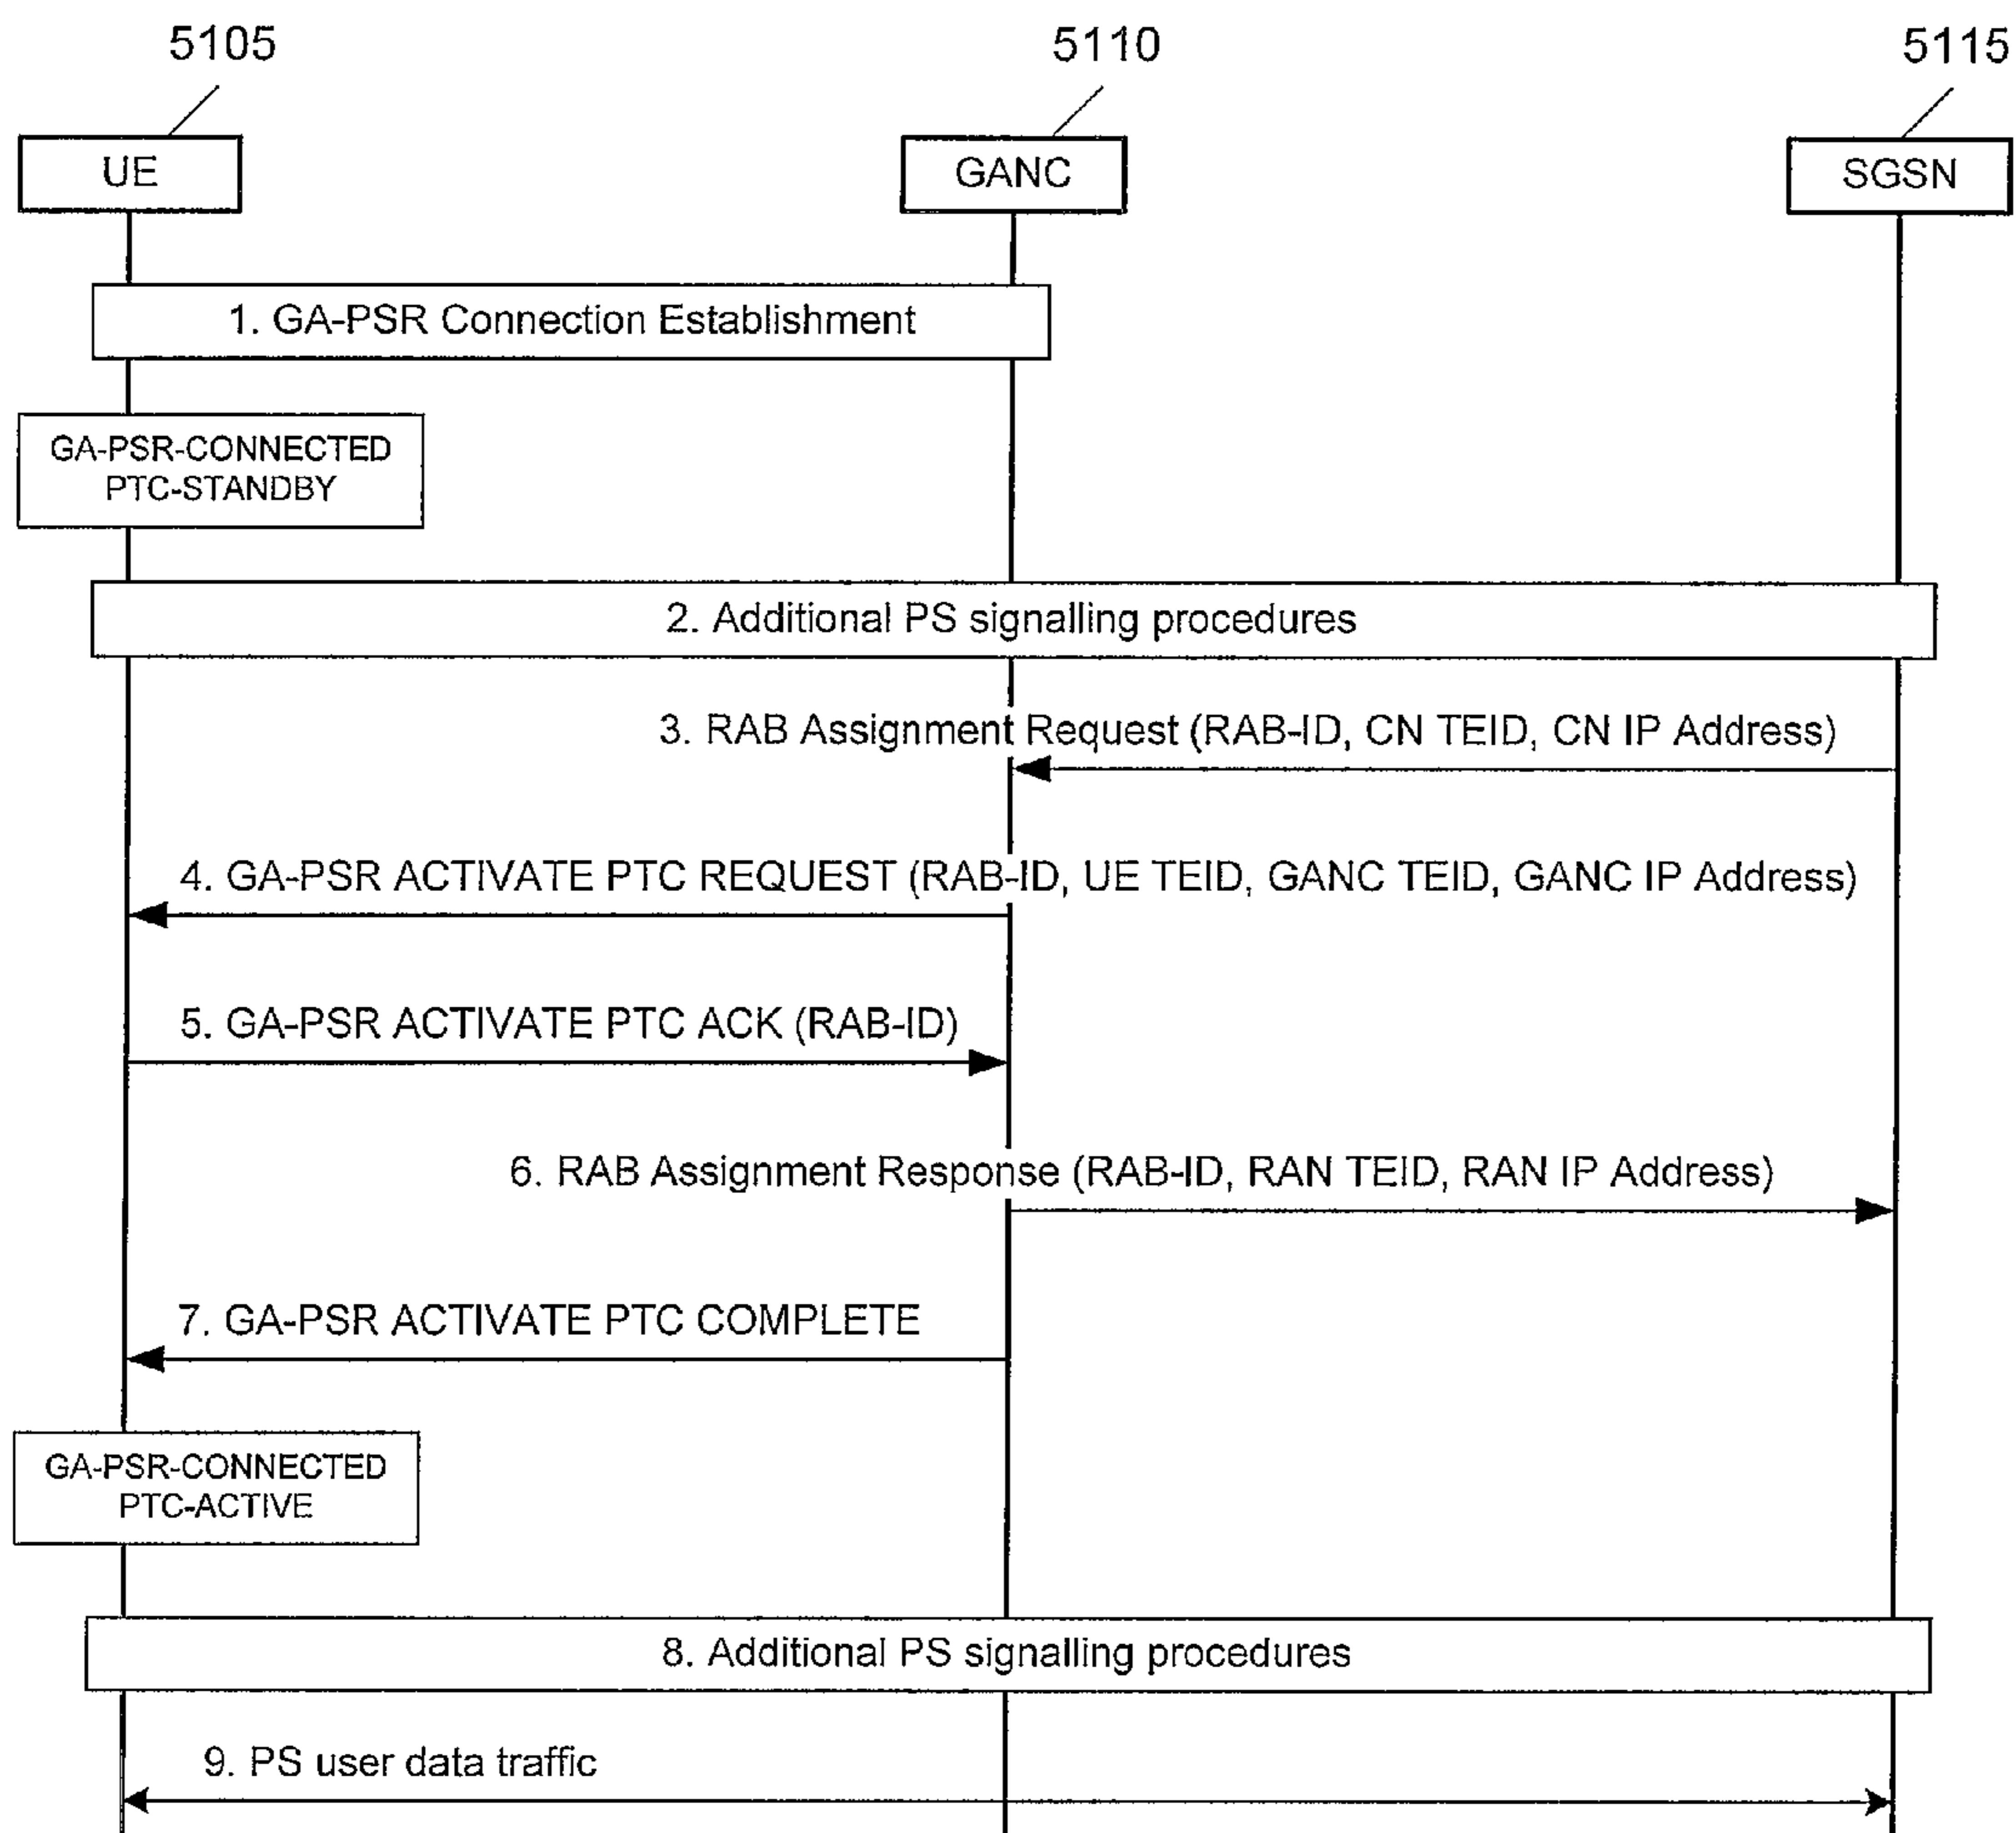 5105
5110
5115
UE
GANC
SGSN
1. GA-PSR Connection Establishment
GA-PSR-CONNECTED
PTC-STANDBY
2. Additional PS signalling procedures
3. RAB Assignment Request (RAB-ID, CN TEID, CN IP Address)
4. GA-PSR ACTIVATE PTC REQUEST (RAB-ID, UE TEID, GANC TEID, GANC IP Address)
5. GA-PSR ACTIVATE PTC ACK (RAB-ID)
6. RAB Assignment Response (RAB-ID, RAN TEID, RAN IP Address)
7. GA-PSR ACTIVATE PTC COMPLETE
GA-PSR-CONNECTED
PTC-ACTIVE
8. Additional PS signalling procedures
9. PS user data traffic